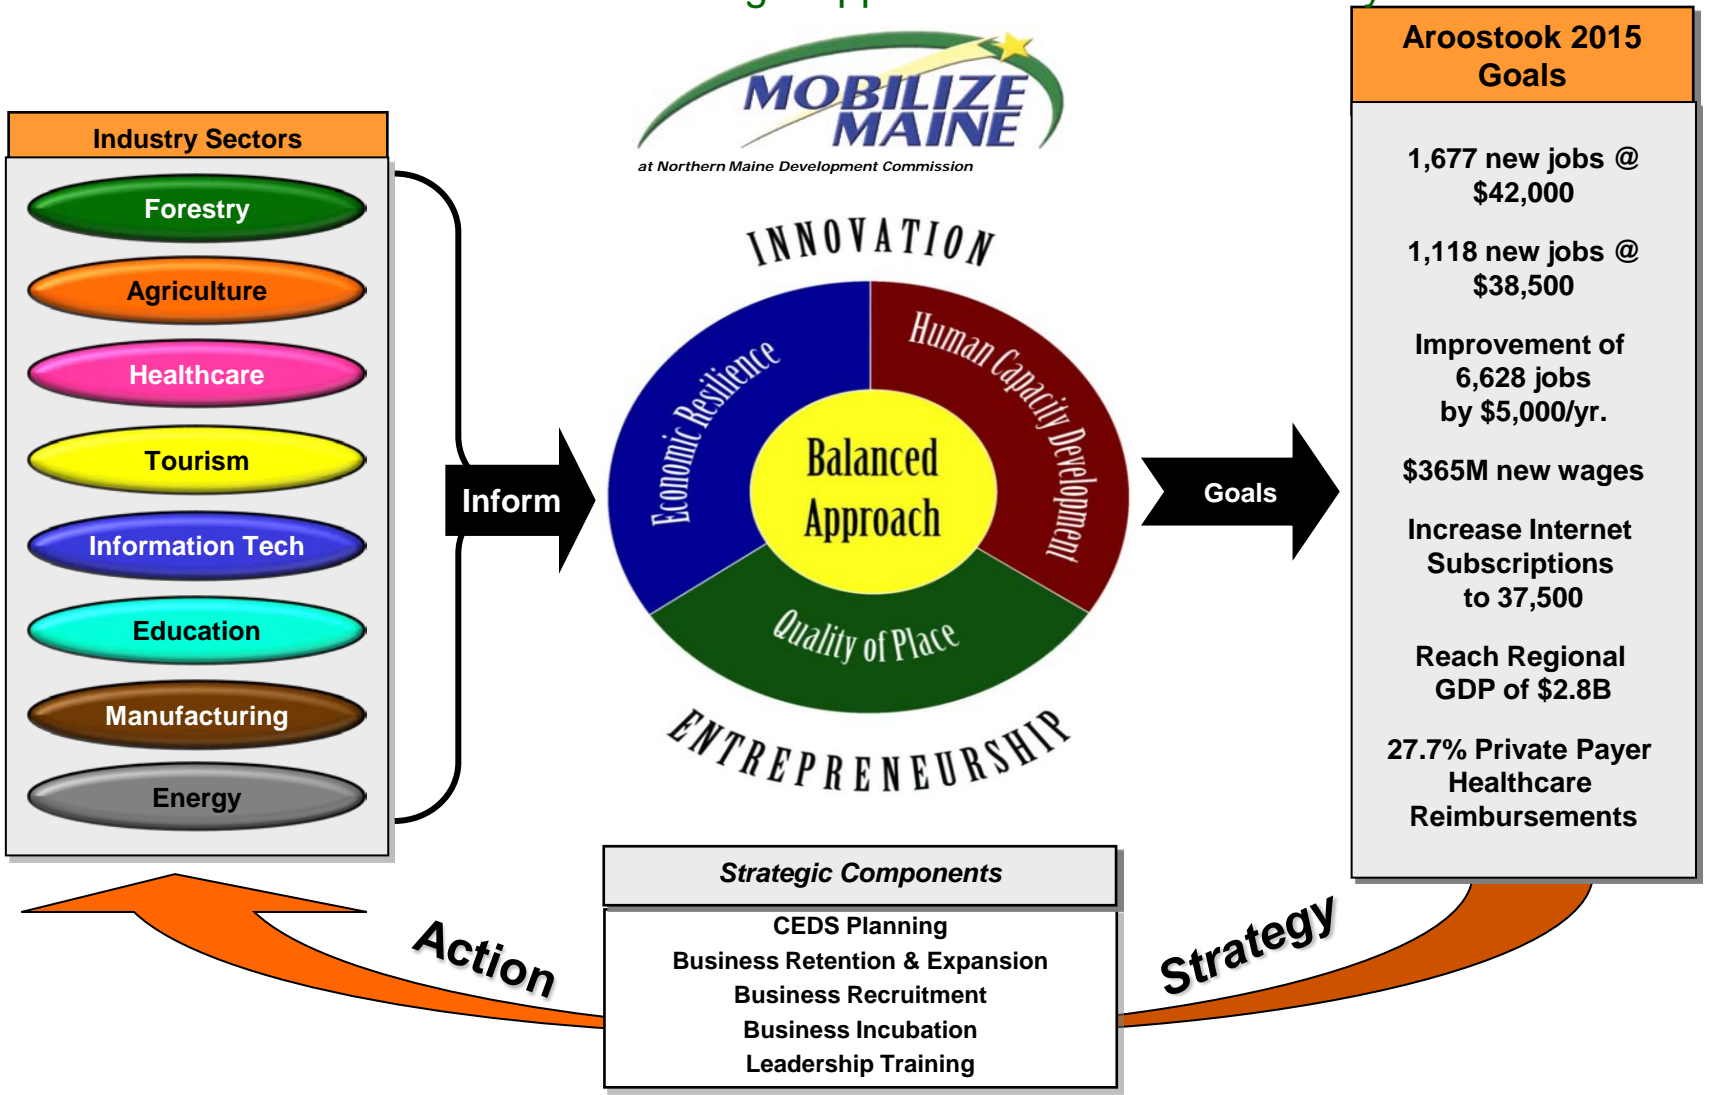 Aroostook 2015
Goals
MOBILIZE
MAINE
at Northern Maine Development Commission
Industry Sectors
Forestry
Agriculture
Healthcare
Tourism
Information Tech
Education
Manufacturing
Energy
Inform
INNOVATION
Economic Resilience
Human Capacity Development
Balanced
Approach
Quality of Place
ENTREPRENEURSHIP
Goals
1,677 new jobs @
$42,000
1,118 new jobs @
$38,500
Improvement of
6,628 jobs
by $5,000/yr.
$365M new wages
Increase Internet
Subscriptions
to 37,500
Reach Regional
GDP of $2.8B
27.7% Private Payer
Healthcare
Reimbursements
Strategy
Strategic Components
CEDS Planning
Business Retention & Expansion
Business Recruitment
Business Incubation
Leadership Training
Action